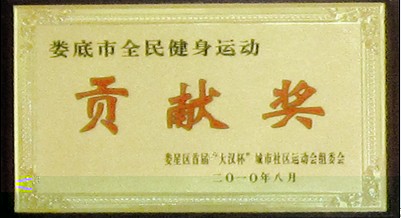 娄底市全民健身运动
贡献奖
娄星区首届“大汉杯”城市社区运动会组委会
二〇一〇年八月